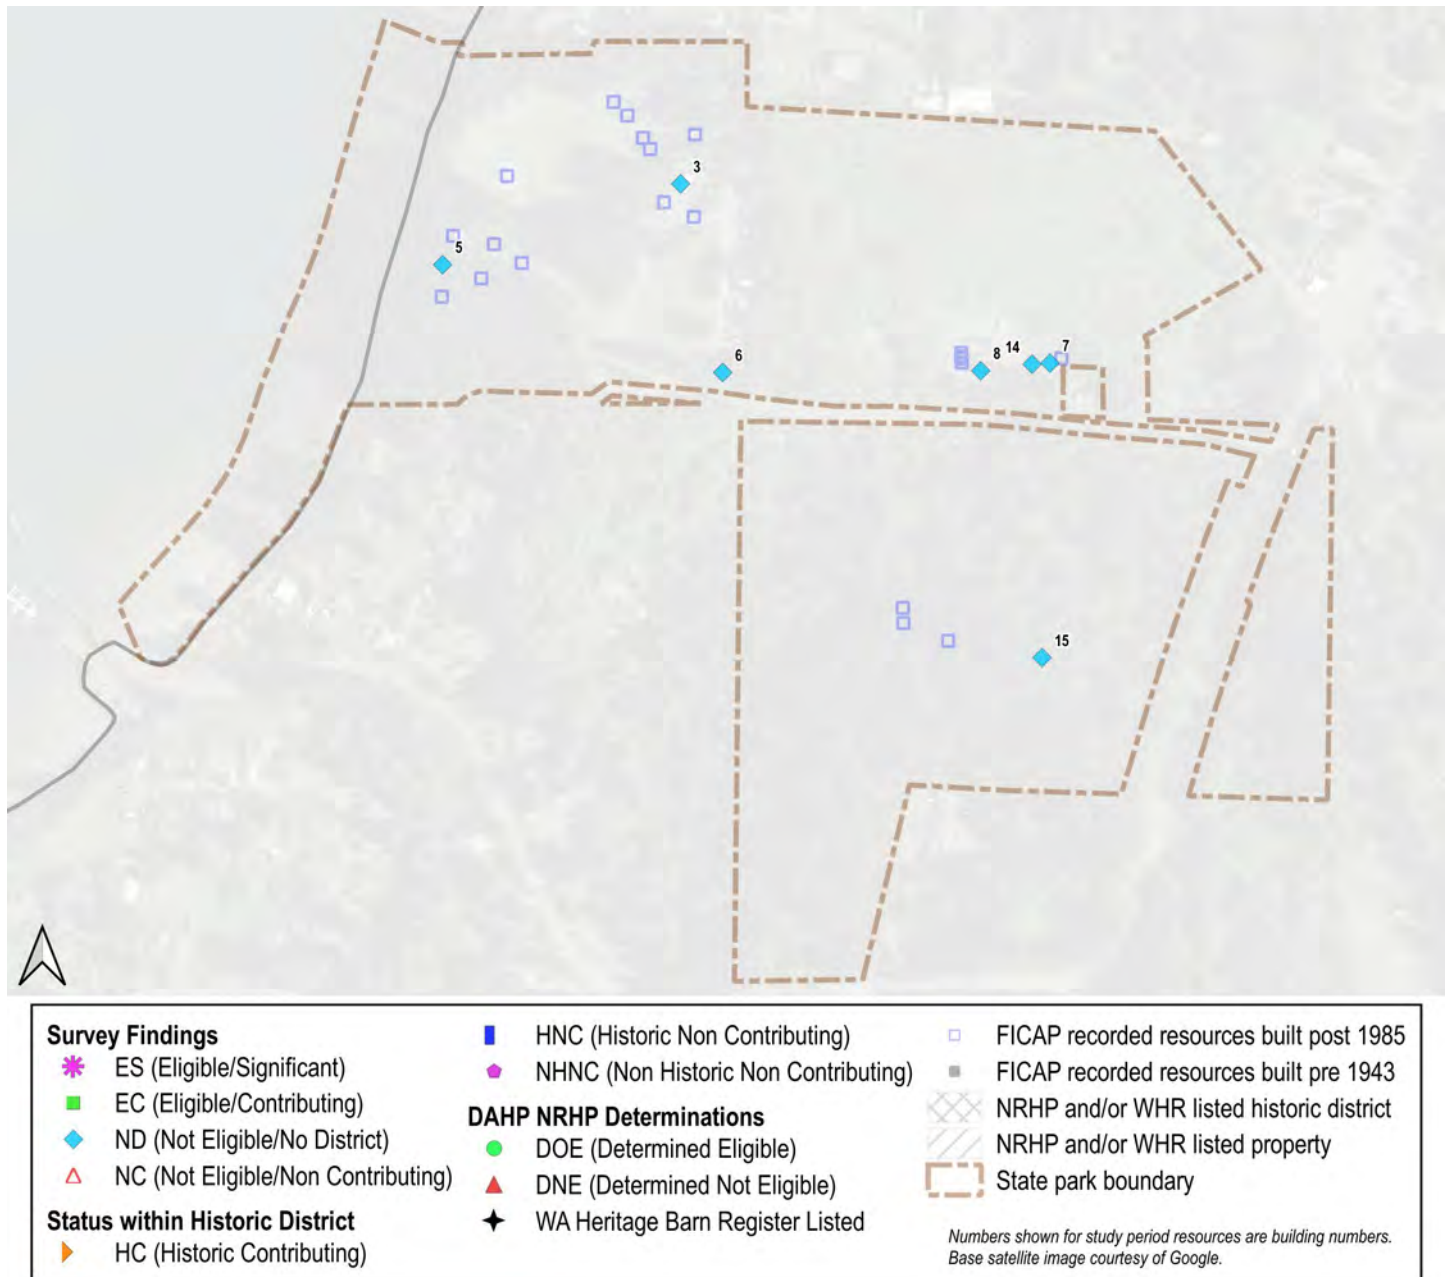 3
5
6
8
14
7
15
Survey Findings
ES (Eligible/Significant)
EC (Eligible/Contributing)
ND (Not Eligible/No District)
NC (Not Eligible/Non Contributing)
Status within Historic District
HC (Historic Contributing)
HNC (Historic Non Contributing)
NHNC (Non Historic Non Contributing)
DAHP NRHP Determinations
DOE (Determined Eligible)
DNE (Determined Not Eligible)
WA Heritage Barn Register Listed
FICAP recorded resources built post 1985
FICAP recorded resources built pre 1943
NRHP and/or WHR listed historic district
NRHP and/or WHR listed property
State park boundary
Numbers shown for study period resources are building numbers.
Base satellite image courtesy of Google.